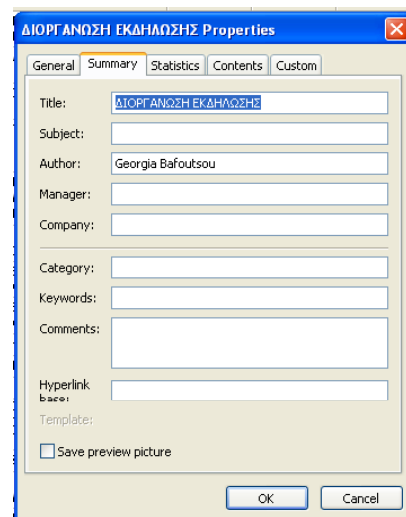 ΔΙΟΡΓΑΝΩΣΗ ΕΚΔΗΛΩΣΗΣ Properties
General Summary Statistics Contents Custom
Title: ΔΙΟΡΓΑΝΩΣΗ ΕΚΔΗΛΩΣΗΣ
Subject:
Author: Georgia Bafoutsou
Manager:
Company:
Category:
Keywords:
Comments:
Hyperlink
base:
Template:
Save preview picture
OK Cancel